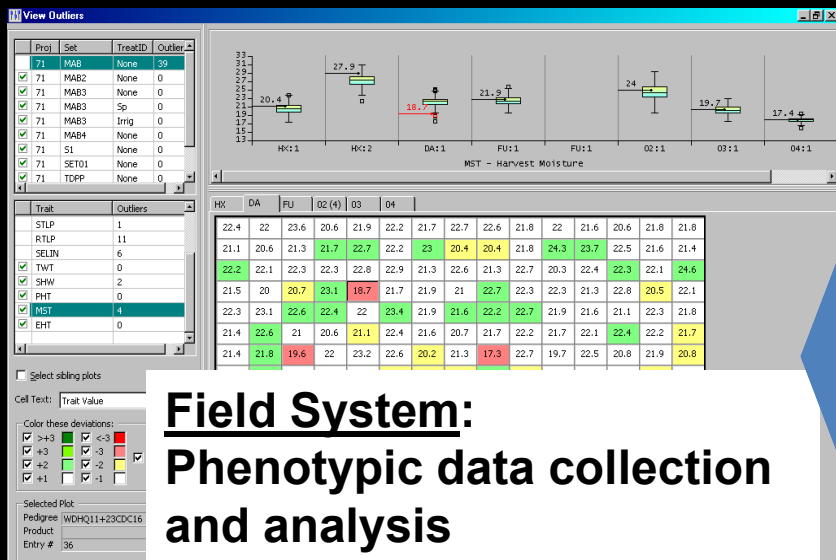 View Outliers
Proj Set TreatID Outlier
71 MAB None 39
71 MAB2 None 0
71 MAB3 None 0
71 MAB3 Sp 0
71 MAB3 Irrig 0
71 MAB4 None 0
71 S1 None 0
71 SET01 None 0
71 TDPP None 0
33
31
29
27
25
23
21
19
17
15
13
20.4 27.9 18.7 21.9 24 19.7 17.4
HX:1 HX:2 DA:1 FU:1 FU:1 02:1 03:1 04:1
MST - Harvest Moisture
Trait Outliers
STLP 1
RTLP 11
SELIN 6
TWT 0
SHW 2
PHT 0
MST 4
EHT 0
HX DA FU 02 (4) 03 04
22.4 22 23.6 20.6 21.9 22.2 21.7 22.7 22.6 21.8 22 21.6 20.6 21.8 21.8
21.1 20.6 21.3 21.7 22.7 22.2 23 20.4 20.4 21.8 24.3 23.7 22.5 21.6 21.4
22.2 22.1 22.3 22.3 22.8 22.9 21.3 22.6 21.3 22.7 20.3 22.4 22.3 22.1 24.6
21.5 20 20.7 23.1 18.7 21.7 21.9 21 22.7 22.3 22.3 21.3 22.8 20.5 22.1
22.3 23.1 22.6 22.4 22 23.4 21.9 21.6 22.2 22.7 21.9 21.6 21.1 22.3 21.8
21.4 22.6 21 20.6 21.1 22.4 21.6 20.7 21.7 22.2 21.7 22.1 22.4 22.2 21.7
21.4 21.8 19.6 22 23.2 22.6 20.2 21.3 17.3 22.7 19.7 22.5 20.8 21.9 20.8
Select sibling plots
Cell Text: Trait Value
Color these deviations:
>+3 <-3
+3 -3
+2 -2
+1 -1
Selected Plot
Pedigree WDHQ11+23CDC16
Product
Entry # 36
Field System:
Phenotypic data collection
and analysis